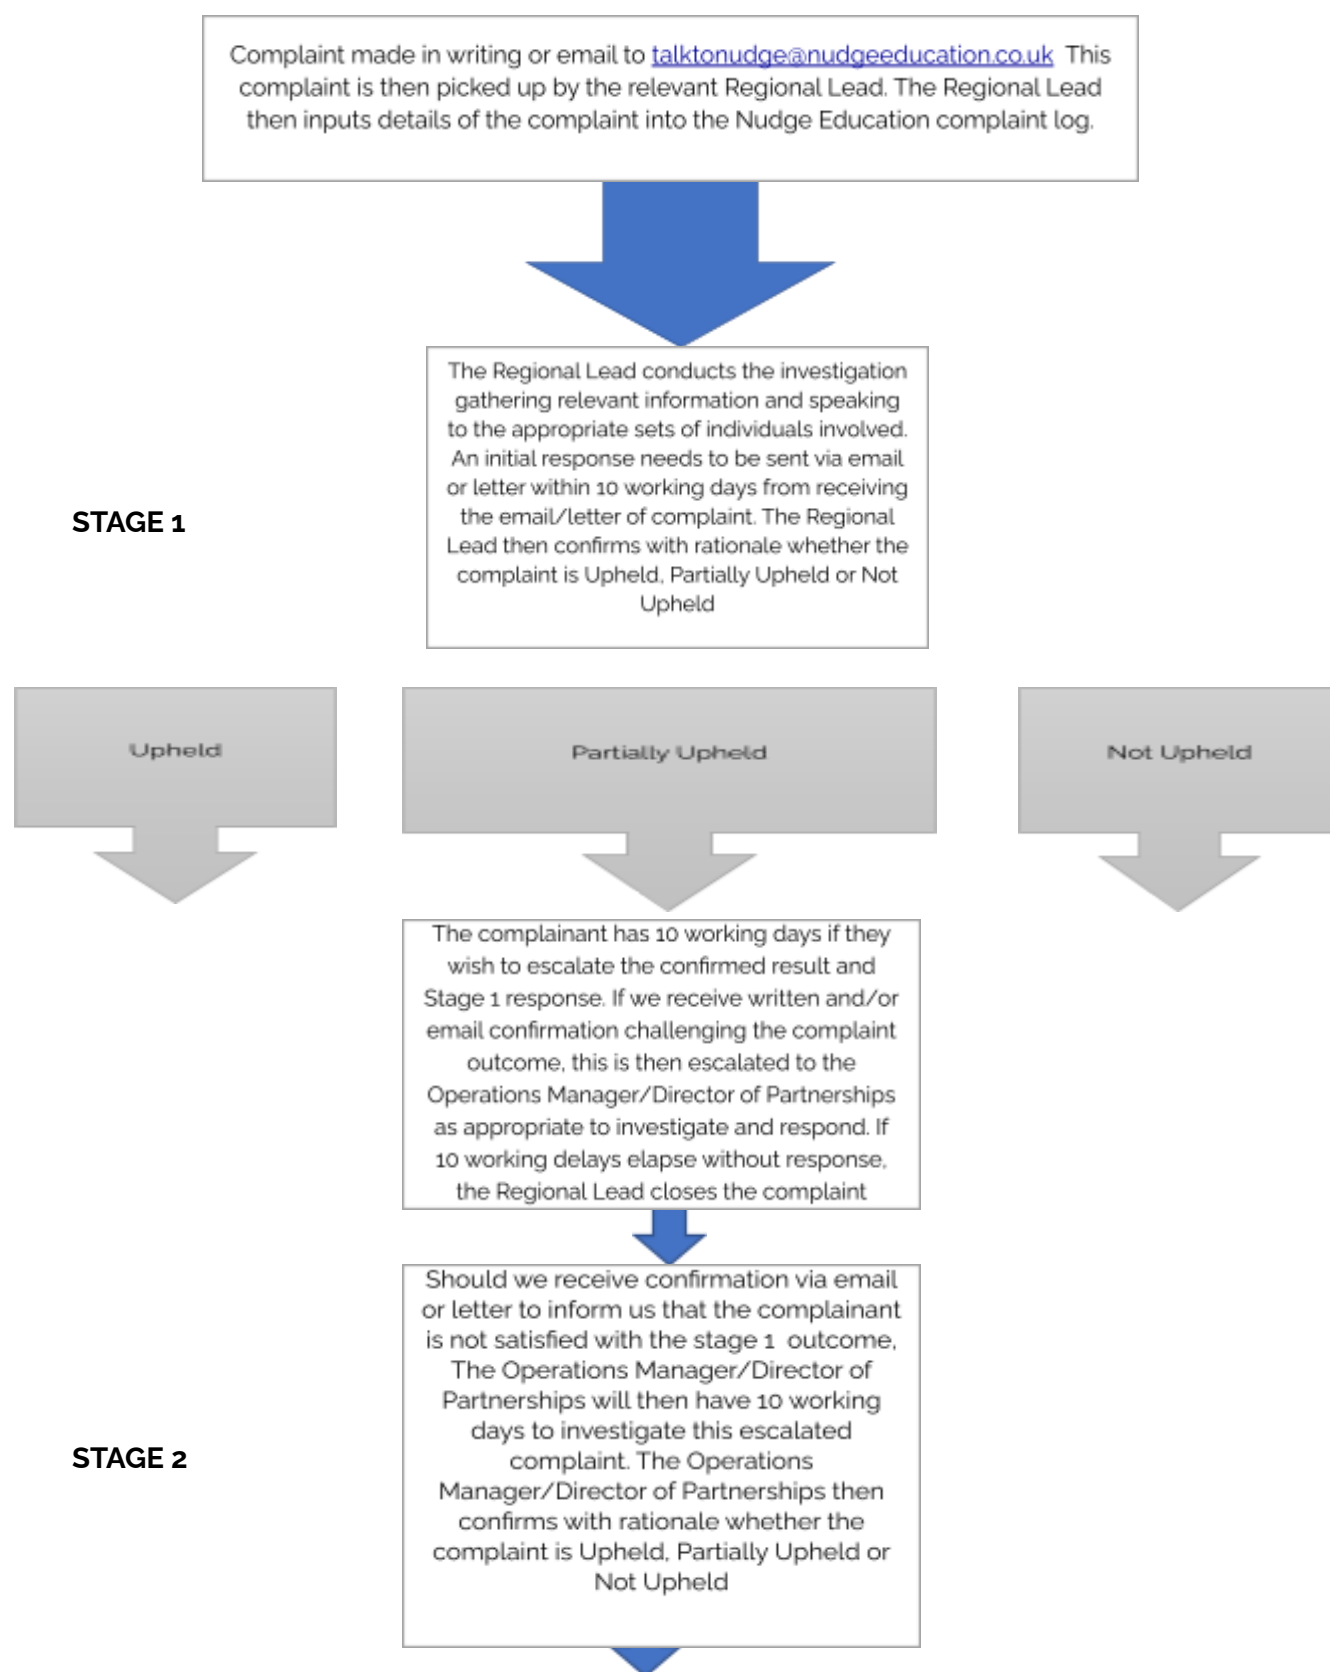 Complaint made in writing or email to talktonudge@nudgeeducation.co.uk This
complaint is then picked up by the relevant Regional Lead. The Regional Lead
then inputs details of the complaint into the Nudge Education complaint log.
STAGE 1
The Regional Lead conducts the investigation
gathering relevant information and speaking
to the appropriate sets of individuals involved.
An initial response needs to be sent via email
or letter within 10 working days from receiving
the email/letter of complaint. The Regional
Lead then confirms with rationale whether the
complaint is Upheld, Partially Upheld or Not
Upheld
Upheld
Partially Upheld
Not Upheld
The complainant has 10 working days if they
wish to escalate the confirmed result and
Stage 1 response. If we receive written and/or
email confirmation challenging the complaint
outcome, this is then escalated to the
Operations Manager/Director of Partnerships
as appropriate to investigate and respond. If
10 working delays elapse without response,
the Regional Lead closes the complaint
STAGE 2
Should we receive confirmation via email
or letter to inform us that the complainant
is not satisfied with the stage 1 outcome,
The Operations Manager/Director of
Partnerships will then have 10 working
days to investigate this escalated
complaint. The Operations
Manager/Director of Partnerships then
confirms with rationale whether the
complaint is Upheld, Partially Upheld or
Not Upheld